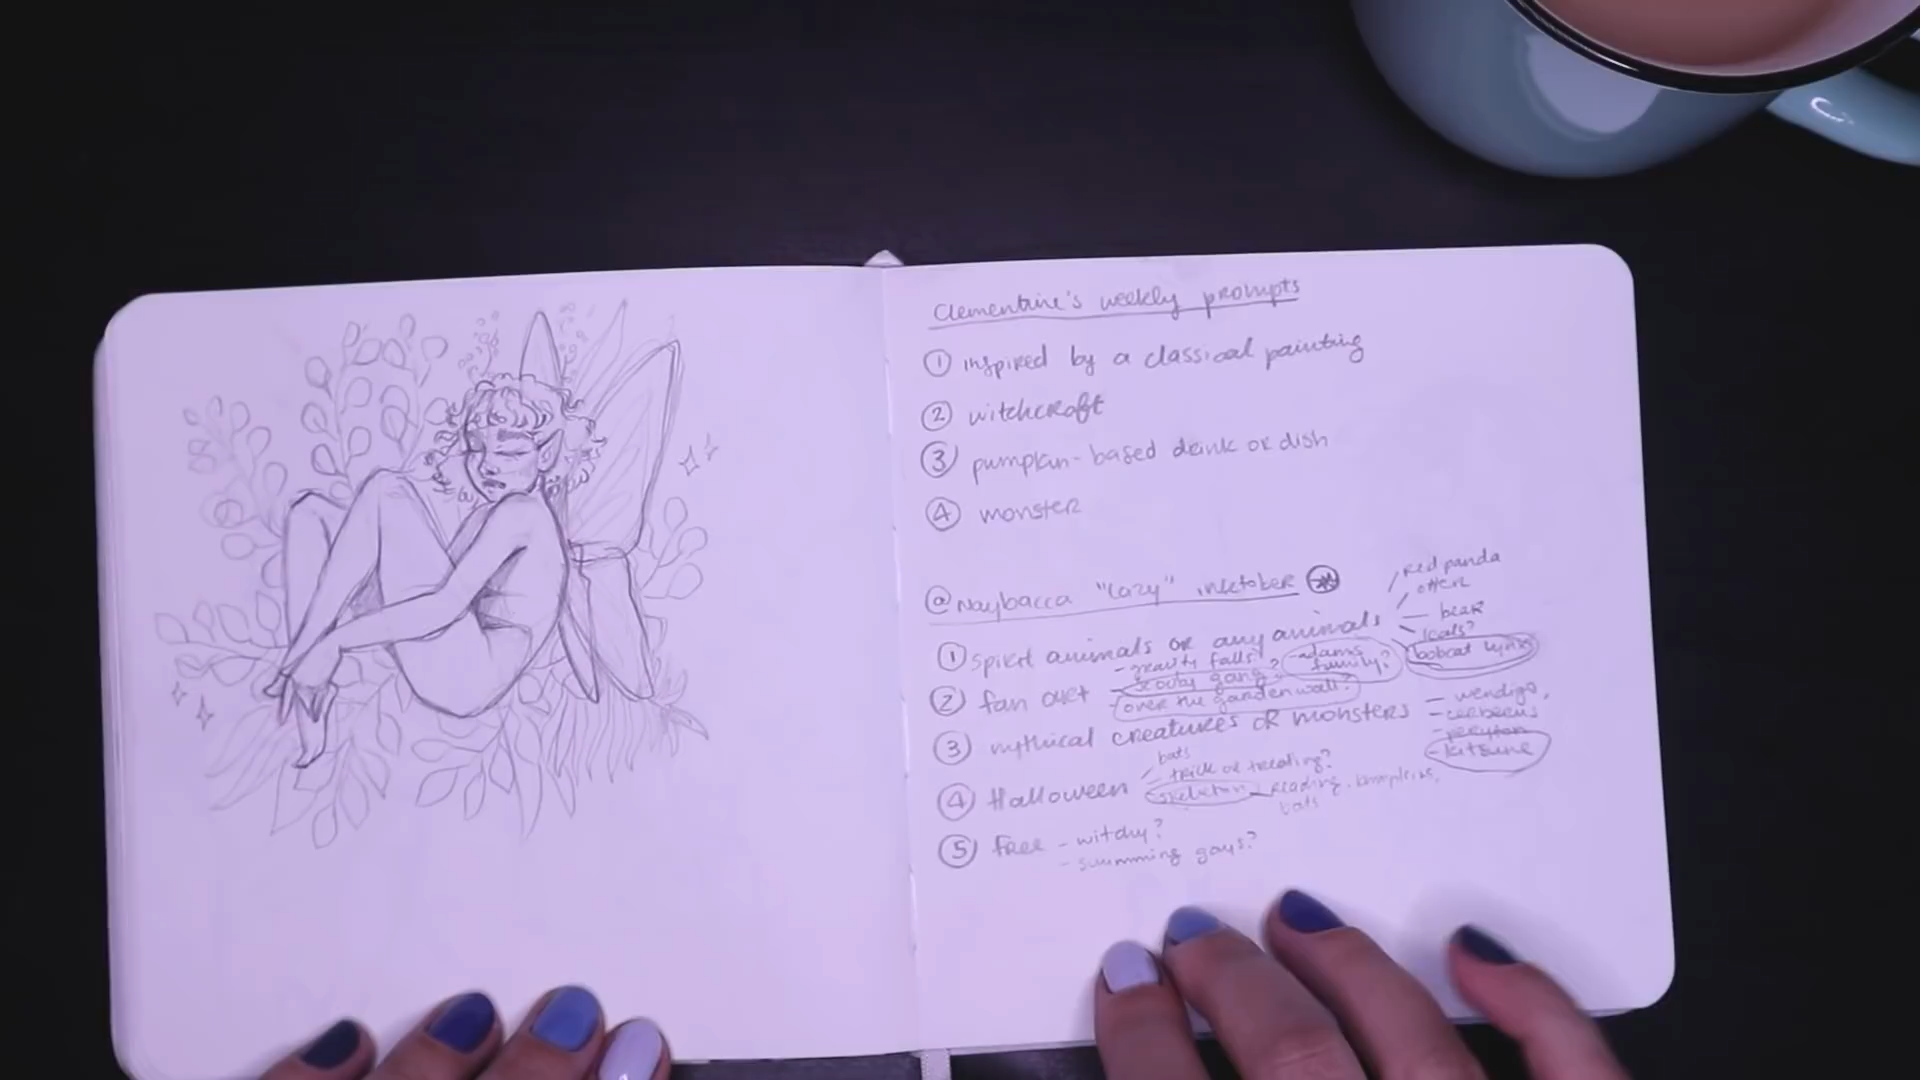 Clementine's weekly prompts
① inspired by a classical painting
② witchcraft
③ pumpkin-based drink or dish
④ monster
@Naybacca "Lazy" inktober
① spirit animals or any animals
- red panda
- otter
- bear
bobcat lynx
② fan art
- gravity falls?
- scooby gang?
- adams family?
- over the garden wall?
③ mythical creatures or monsters
- wendigo,
- cerberus
- peryton
- kitsune
④ Halloween
bats
- trick or treating?
skeleton - reading,
bats
⑤ free - witchy?
- swimming gays?